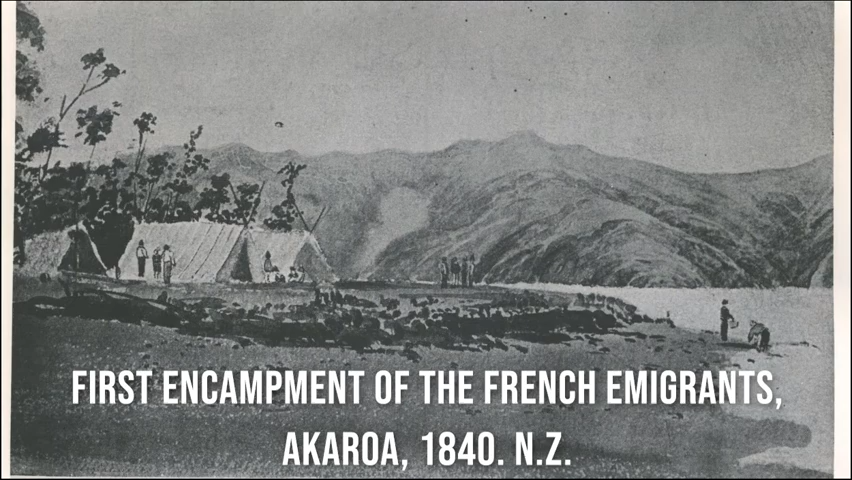 FIRST ENCAMPMENT OF THE FRENCH EMIGRANTS,
AKAROA, 1840. N.Z.